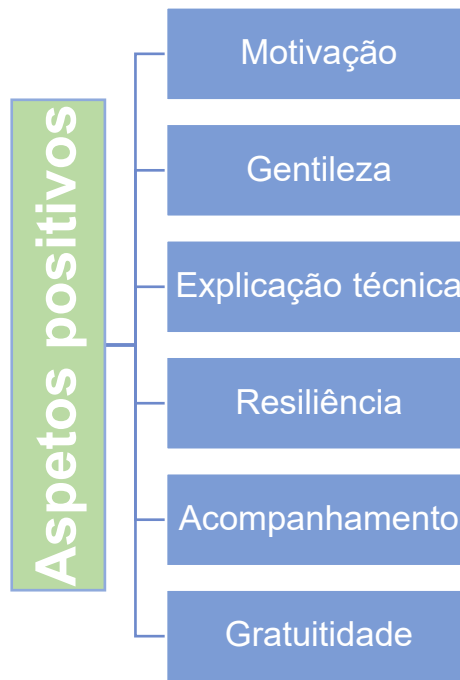 Aspetos positivos
Motivação
Gentileza
Explicação técnica
Resiliência
Acompanhamento
Gratuitidade